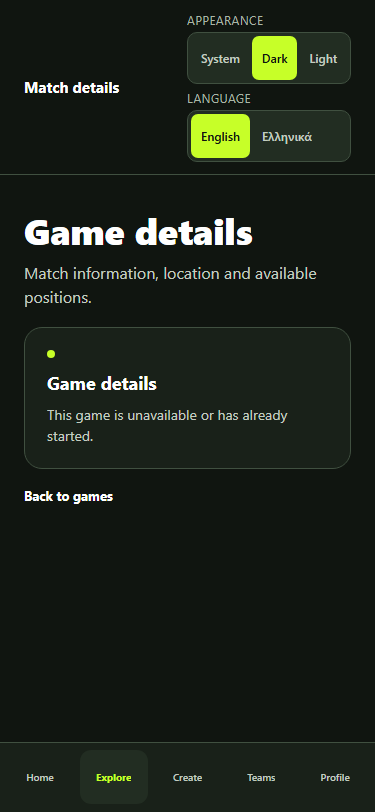 APPEARANCE
System Dark Light
Match details
LANGUAGE
English Ελληνικά
Game details
Match information, location and available
positions.
Game details
This game is unavailable or has already
started.
Back to games
Home Explore Create Teams Profile